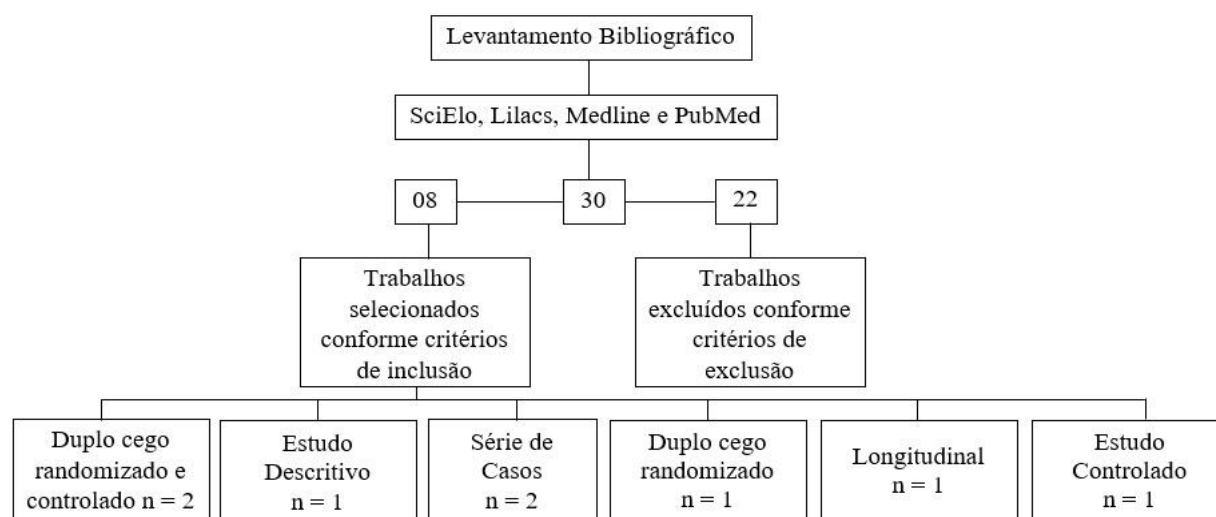 Levantamento Bibliográfico
SciElo, Lilacs, Medline e PubMed
08
30
22
Trabalhos
selecionados
conforme critérios
de inclusão
Trabalhos
excluídos conforme
critérios de
exclusão
Duplo cego
randomizado e
controlado n = 2
Estudo
Descritivo
n = 1
Série de
Casos
n = 2
Duplo cego
randomizado
n = 1
Longitudinal
n = 1
Estudo
Controlado
n = 1